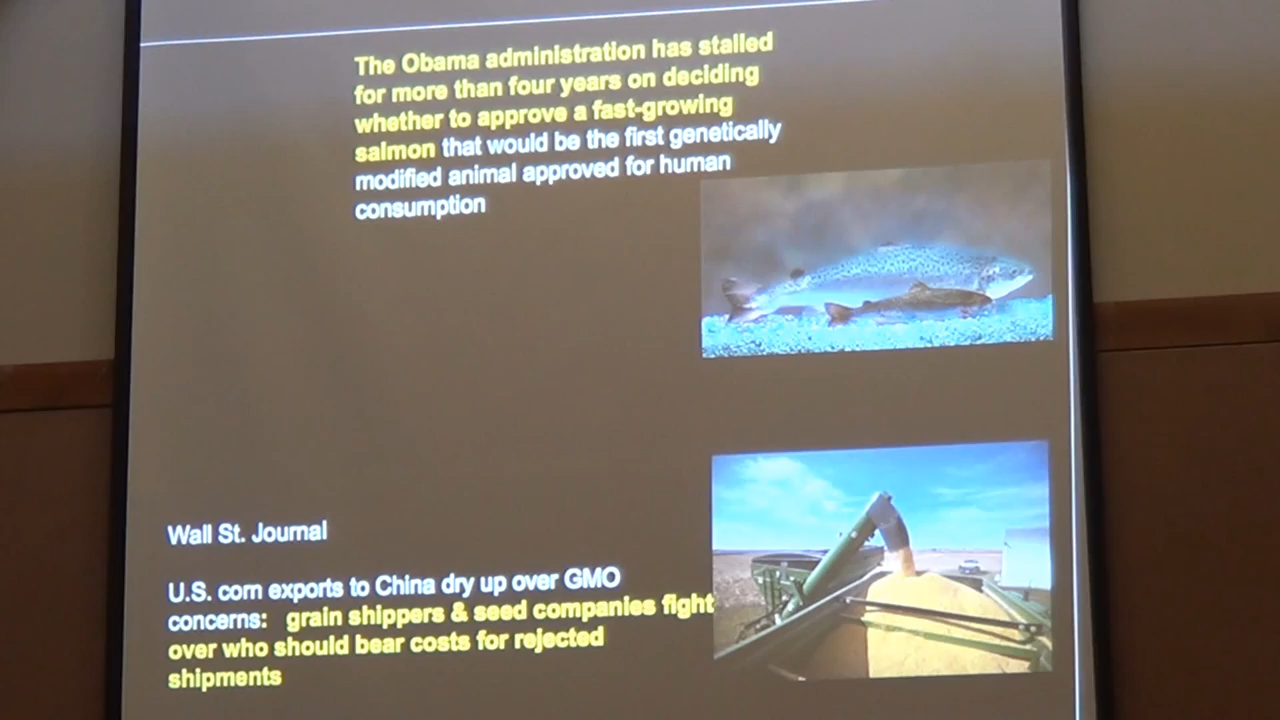 The Obama administration has stalled
for more than four years on deciding
whether to approve a fast-growing
salmon that would be the first genetically
modified animal approved for human
consumption
Wall St. Journal
U.S. corn exports to China dry up over GMO
concerns: grain shippers & seed companies fight
over who should bear costs for rejected
shipments